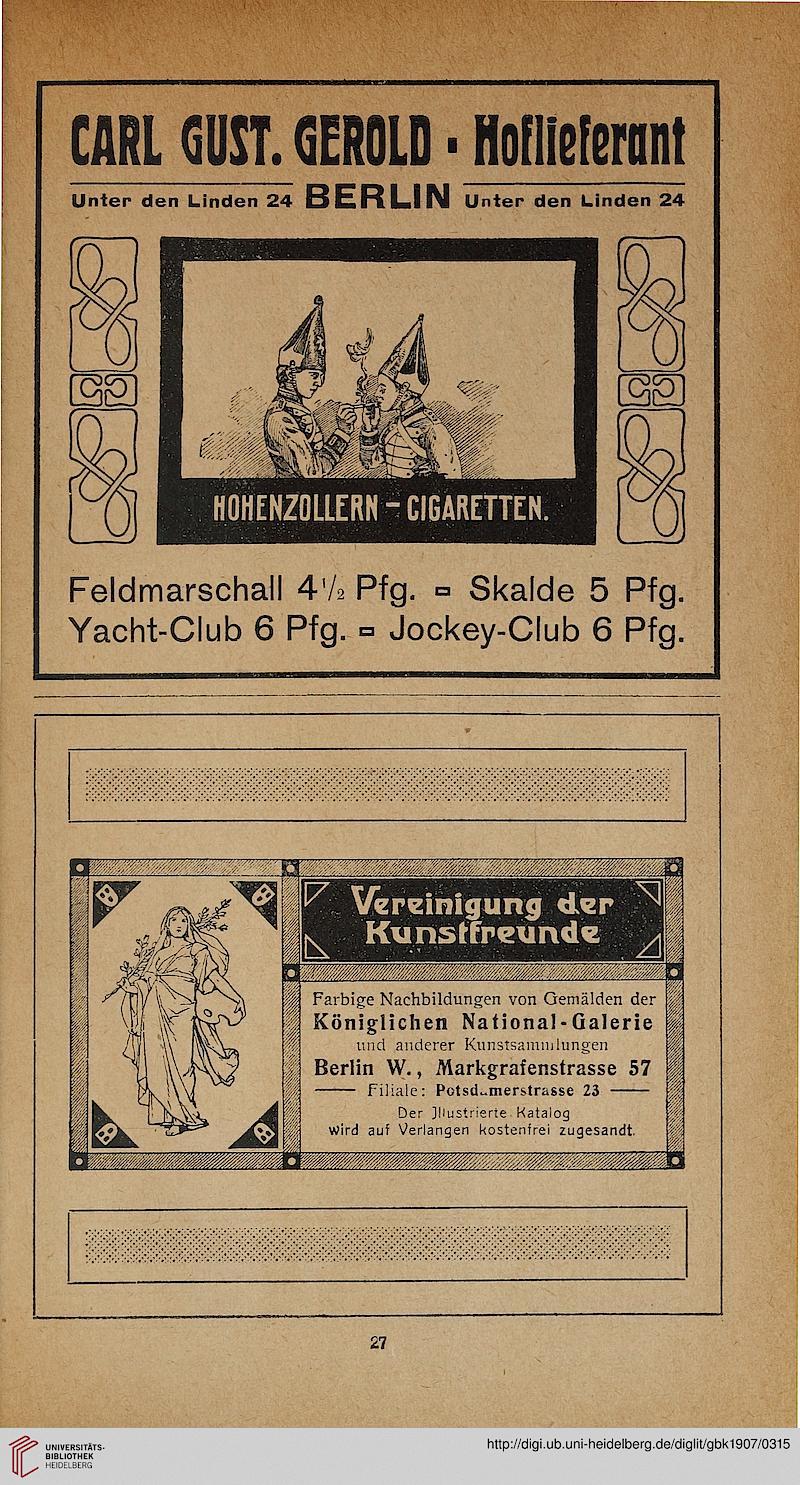 CARL GUST. GEROLD ▪ Hoflieferant
Unter den Linden 24 BERLIN Unter den Linden 24
HOHENZOLLERN - CIGARETTEN.
Feldmarschall 4 1/2 Pfg. ▫ Skalde 5 Pfg.
Yacht-Club 6 Pfg. ▫ Jockey-Club 6 Pfg.
Vereinigung der
Kunstfreunde
Farbige Nachbildungen von Gemälden der
Königlichen National-Galerie
und anderer Kunstsammlungen
Berlin W., Markgrafenstrasse 57
Filiale: Potsdamerstrasse 23
Der Jllustrierte Katalog
wird auf Verlangen kostenfrei zugesandt.
27
UNIVERSITÄTS-
BIBLIOTHEK
HEIDELBERG
http://digi.ub.uni-heidelberg.de/diglit/gbk1907/0315